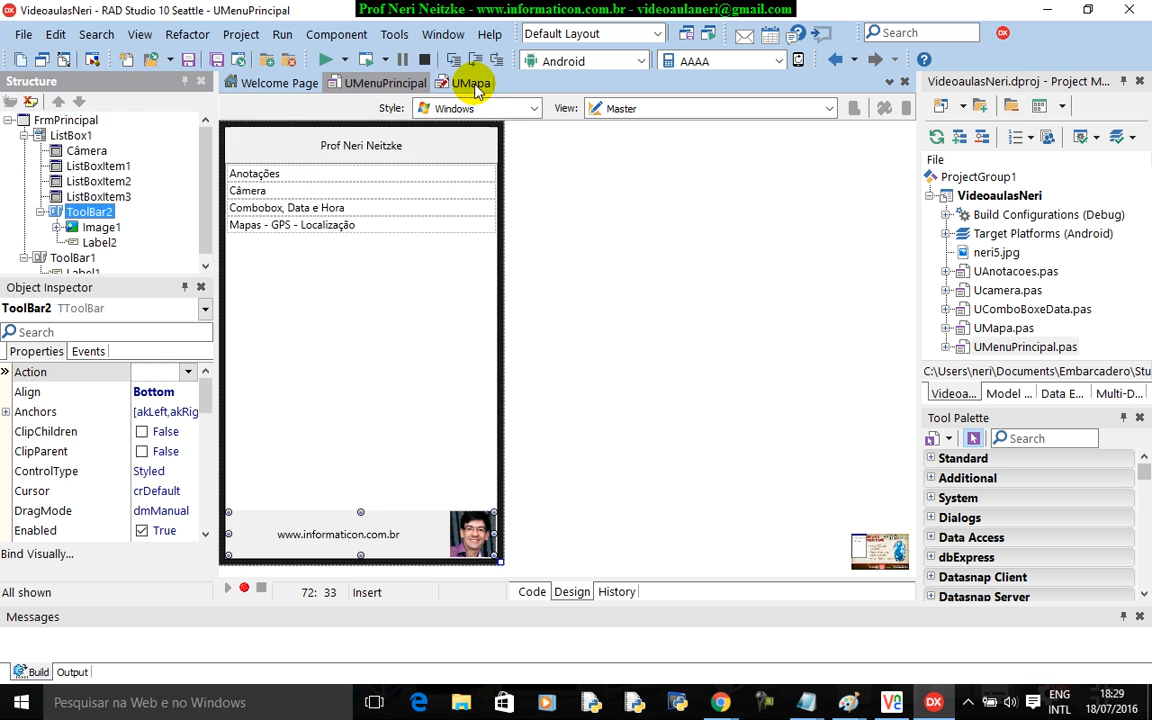 VideoaulasNeri - RAD Studio 10 Seattle - UMenuPrincipal
Prof Neri Neitzke - www.informaticon.com.br - videoaulaneri@gmail.com
File Edit Search View Refactor Project Run Component Tools Window Help
Default Layout
Search
Android
AAAA
Structure
Welcome Page UMenuPrincipal UMapa
VideoaulasNeri.dproj - Project M...
Style: Windows View: Master
FrmPrincipal
ListBox1
Câmera
ListBoxItem1
ListBoxItem2
ListBoxItem3
ToolBar2
Image1
Label2
ToolBar1
Label1
Object Inspector
ToolBar2 TToolBar
Search
Properties Events
Action
Align Bottom
Anchors [akLeft,akRig
ClipChildren False
ClipParent False
ControlType Styled
Cursor crDefault
DragMode dmManual
Enabled True
Bind Visually...
All shown
Prof Neri Neitzke
Anotações
Câmera
Combobox, Data e Hora
Mapas - GPS - Localização
www.informaticon.com.br
72: 33 Insert
Code Design History
File
ProjectGroup1
VideoaulasNeri
Build Configurations (Debug)
Target Platforms (Android)
neri5.jpg
UAnotacoes.pas
Ucamera.pas
UComboBoxeData.pas
UMapa.pas
UMenuPrincipal.pas
C:\Users\neri\Documents\Embarcadero\Stu
Videoa... Model ... Data E... Multi-D...
Tool Palette
Search
Standard
Additional
System
Dialogs
Data Access
dbExpress
Datasnap Client
Datasnap Server
Messages
Build Output
Pesquisar na Web e no Windows
ENG
INTL
18:29
18/07/2016